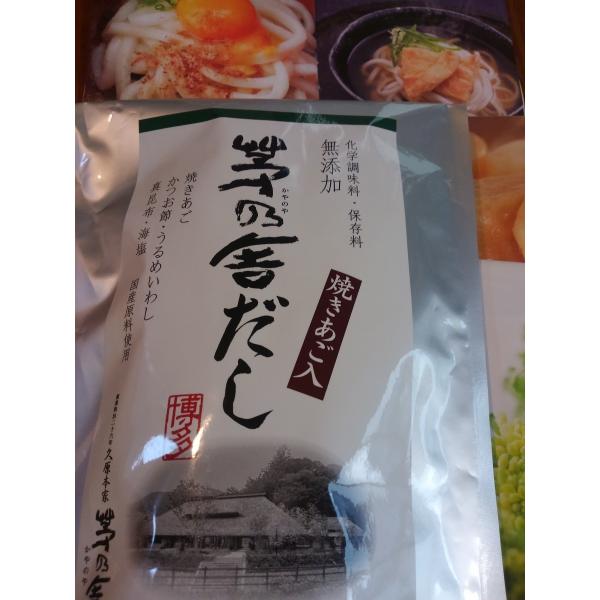 化学調味料・保存料
無添加
茅乃舎だし
かやのや
焼きあご入
焼きあご
かつお節・うるめいわし
真昆布・海塩
国産原料使用
博多
久原本家
茅乃舎
かやのや